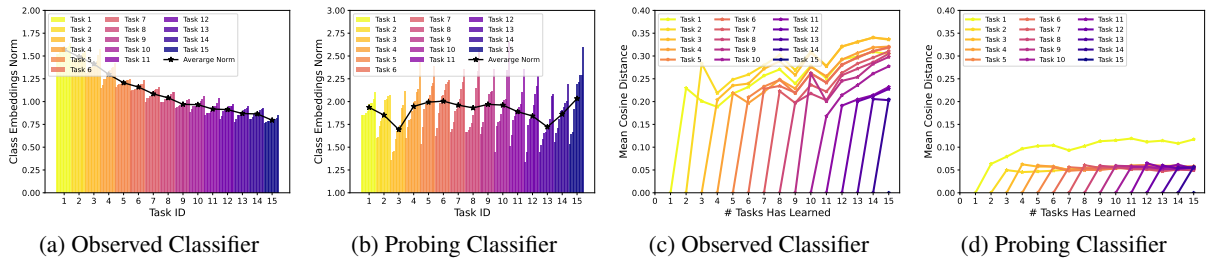 Class Embeddings Norm
2.00
1.75
1.50
1.25
1.00
0.75
0.50
0.25
0.00
Task 1 Task 7 Task 12
Task 2 Task 8 Task 13
Task 3 Task 9 Task 14
Task 4 Task 10 Task 15
Task 5 Task 11 Average Norm
Task 6
1 2 3 4 5 6 7 8 9 10 11 12 13 14 15
Task ID
(a) Observed Classifier
Class Embeddings Norm
3.00
2.75
2.50
2.25
2.00
1.75
1.50
1.25
1.00
Task 1 Task 7 Task 12
Task 2 Task 8 Task 13
Task 3 Task 9 Task 14
Task 4 Task 10 Task 15
Task 5 Task 11 Average Norm
Task 6
1 2 3 4 5 6 7 8 9 10 11 12 13 14 15
Task ID
(b) Probing Classifier
Mean Cosine Distance
0.40
0.35
0.30
0.25
0.20
0.15
0.10
0.05
0.00
Task 1 Task 6 Task 11
Task 2 Task 7 Task 12
Task 3 Task 8 Task 13
Task 4 Task 9 Task 14
Task 5 Task 10 Task 15
0 1 2 3 4 5 6 7 8 9 10 11 12 13 14 15
# Tasks Has Learned
(c) Observed Classifier
Mean Cosine Distance
0.40
0.35
0.30
0.25
0.20
0.15
0.10
0.05
0.00
Task 1 Task 6 Task 11
Task 2 Task 7 Task 12
Task 3 Task 8 Task 13
Task 4 Task 9 Task 14
Task 5 Task 10 Task 15
0 1 2 3 4 5 6 7 8 9 10 11 12 13 14 15
# Tasks Has Learned
(d) Probing Classifier